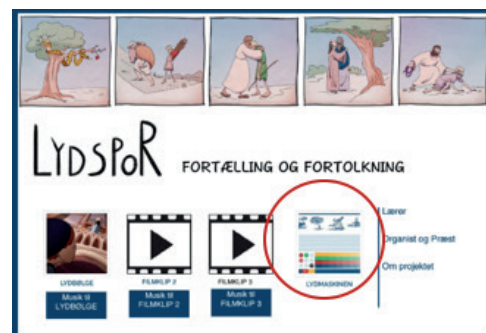 LYDSPOR FORTÆLLING OG FORTOLKNING
Lærer
Organist og Præst
Om projektet
LYDBØLGE
FILMKLIP 2
FILMKLIP 3
LYDMASKINEN
Musik til
LYDBØLGE
Musik til
FILMKLIP 2
Musik til
FILMKLIP 3